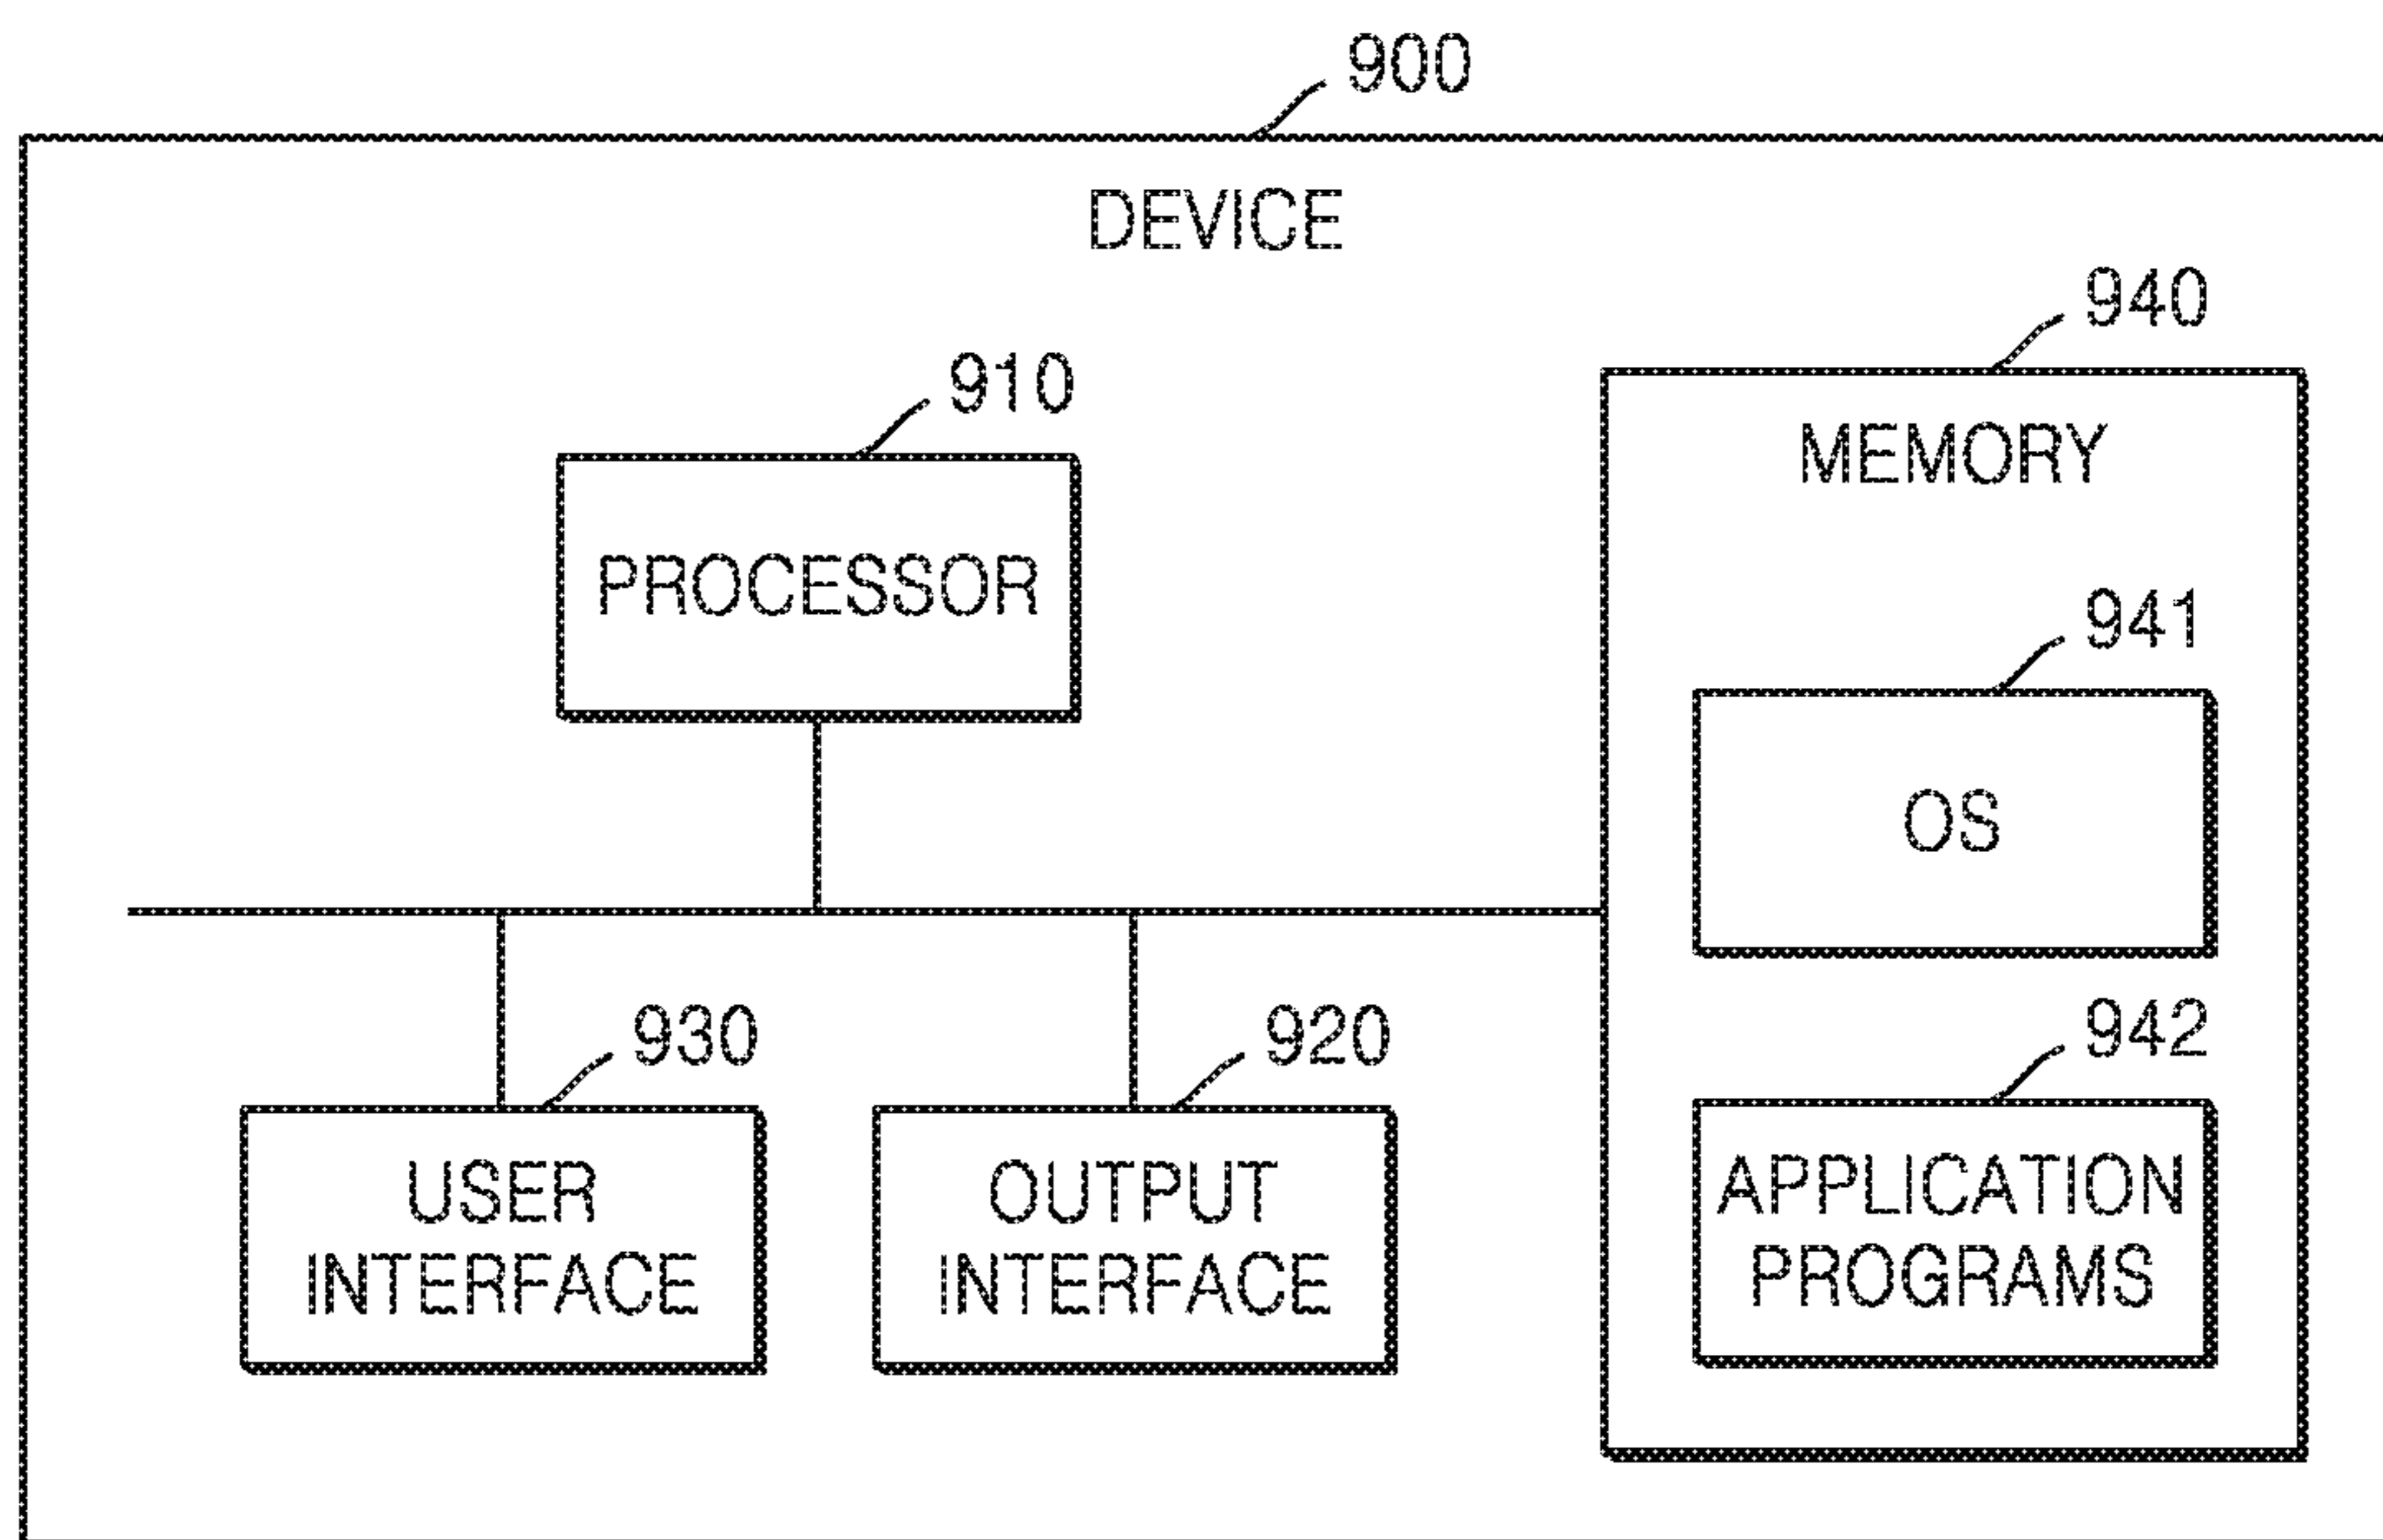 900
DEVICE
940
910
MEMORY
PROCESSOR
941
OS
930
920
942
USER
INTERFACE
OUTPUT
INTERFACE
APPLICATION
PROGRAMS